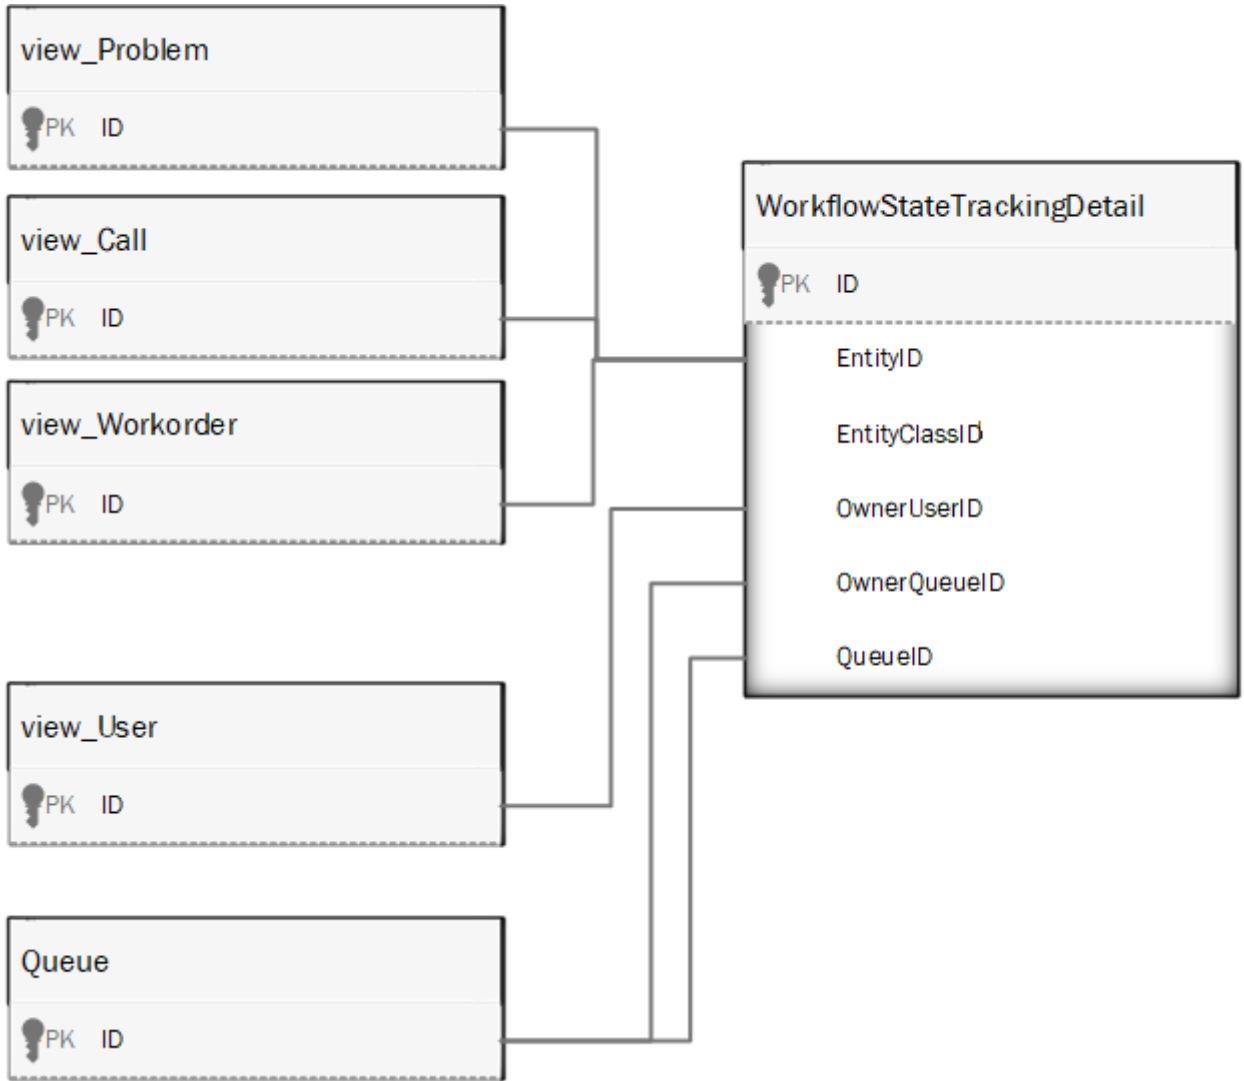 view_Problem
PK ID
view_Call
PK ID
view_Workorder
PK ID
view_User
PK ID
Queue
PK ID
WorkflowStateTrackingDetail
PK ID
EntityID
EntityClassID
OwnerUserID
OwnerQueueID
QueueID